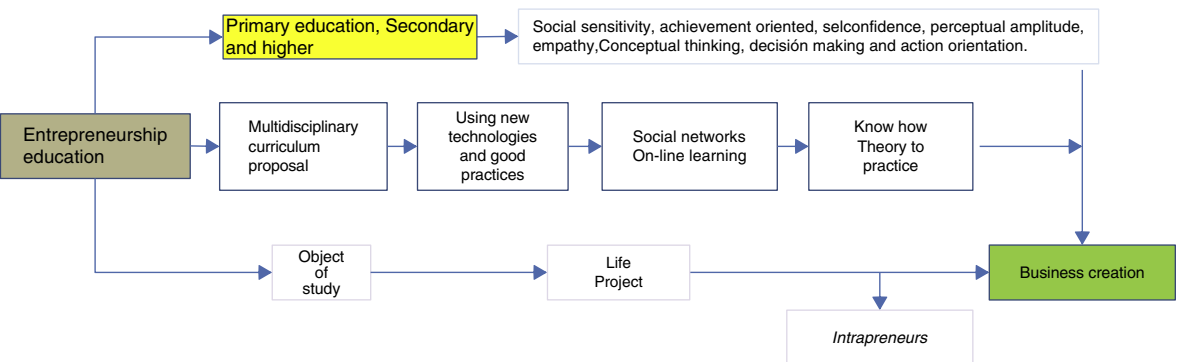 Primary education, Secondary
and higher
Social sensitivity, achievement oriented, selconfidence, perceptual amplitude,
empathy,Conceptual thinking, decisión making and action orientation.
Entrepreneurship
education
Multidisciplinary
curriculum
proposal
Using new
technologies
and good
practices
Social networks
On-line learning
Know how
Theory to
practice
Object
of
study
Life
Project
Business creation
Intrapreneurs